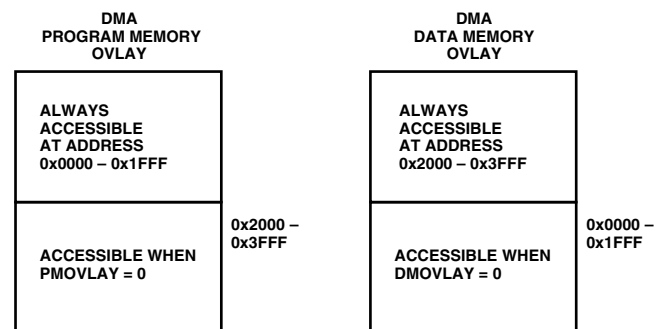 DMA
PROGRAM MEMORY
OVLAY
ALWAYS
ACCESSIBLE
AT ADDRESS
0x0000 – 0x1FFF
0x2000 –
0x3FFF
ACCESSIBLE WHEN
PMOVLAY = 0
DMA
DATA MEMORY
OVLAY
ALWAYS
ACCESSIBLE
AT ADDRESS
0x2000 – 0x3FFF
0x0000 –
0x1FFF
ACCESSIBLE WHEN
DMOVLAY = 0